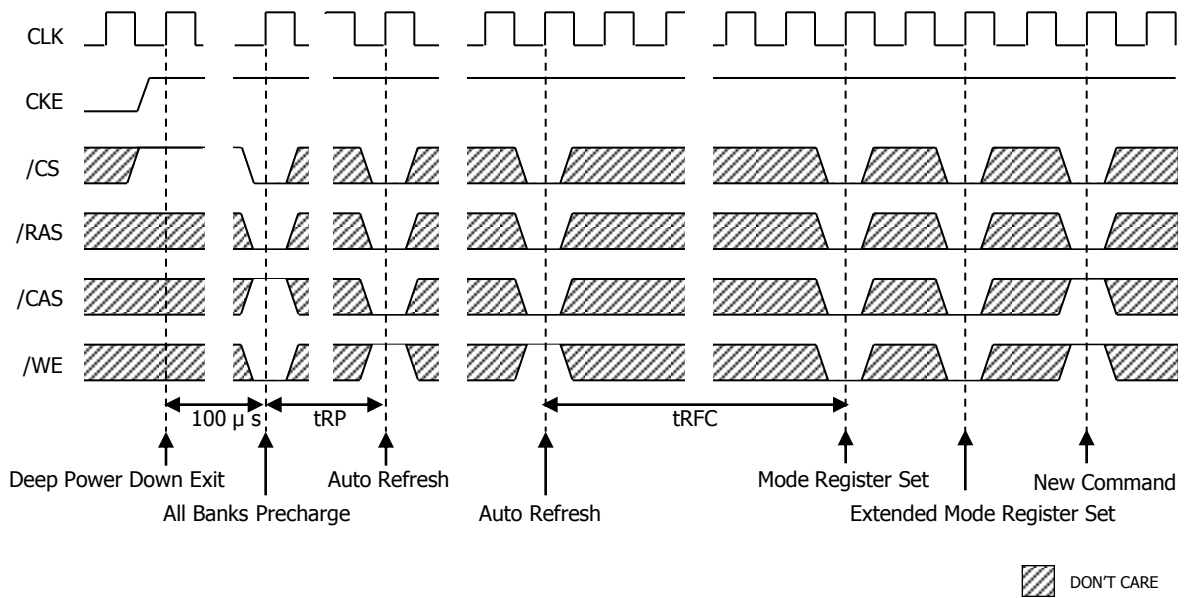 CLK
CKE
/CS
/RAS
/CAS
/WE
100 μ s
tRP
tRFC
Deep Power Down Exit
Auto Refresh
Mode Register Set
New Command
All Banks Precharge
Auto Refresh
Extended Mode Register Set
DON'T CARE